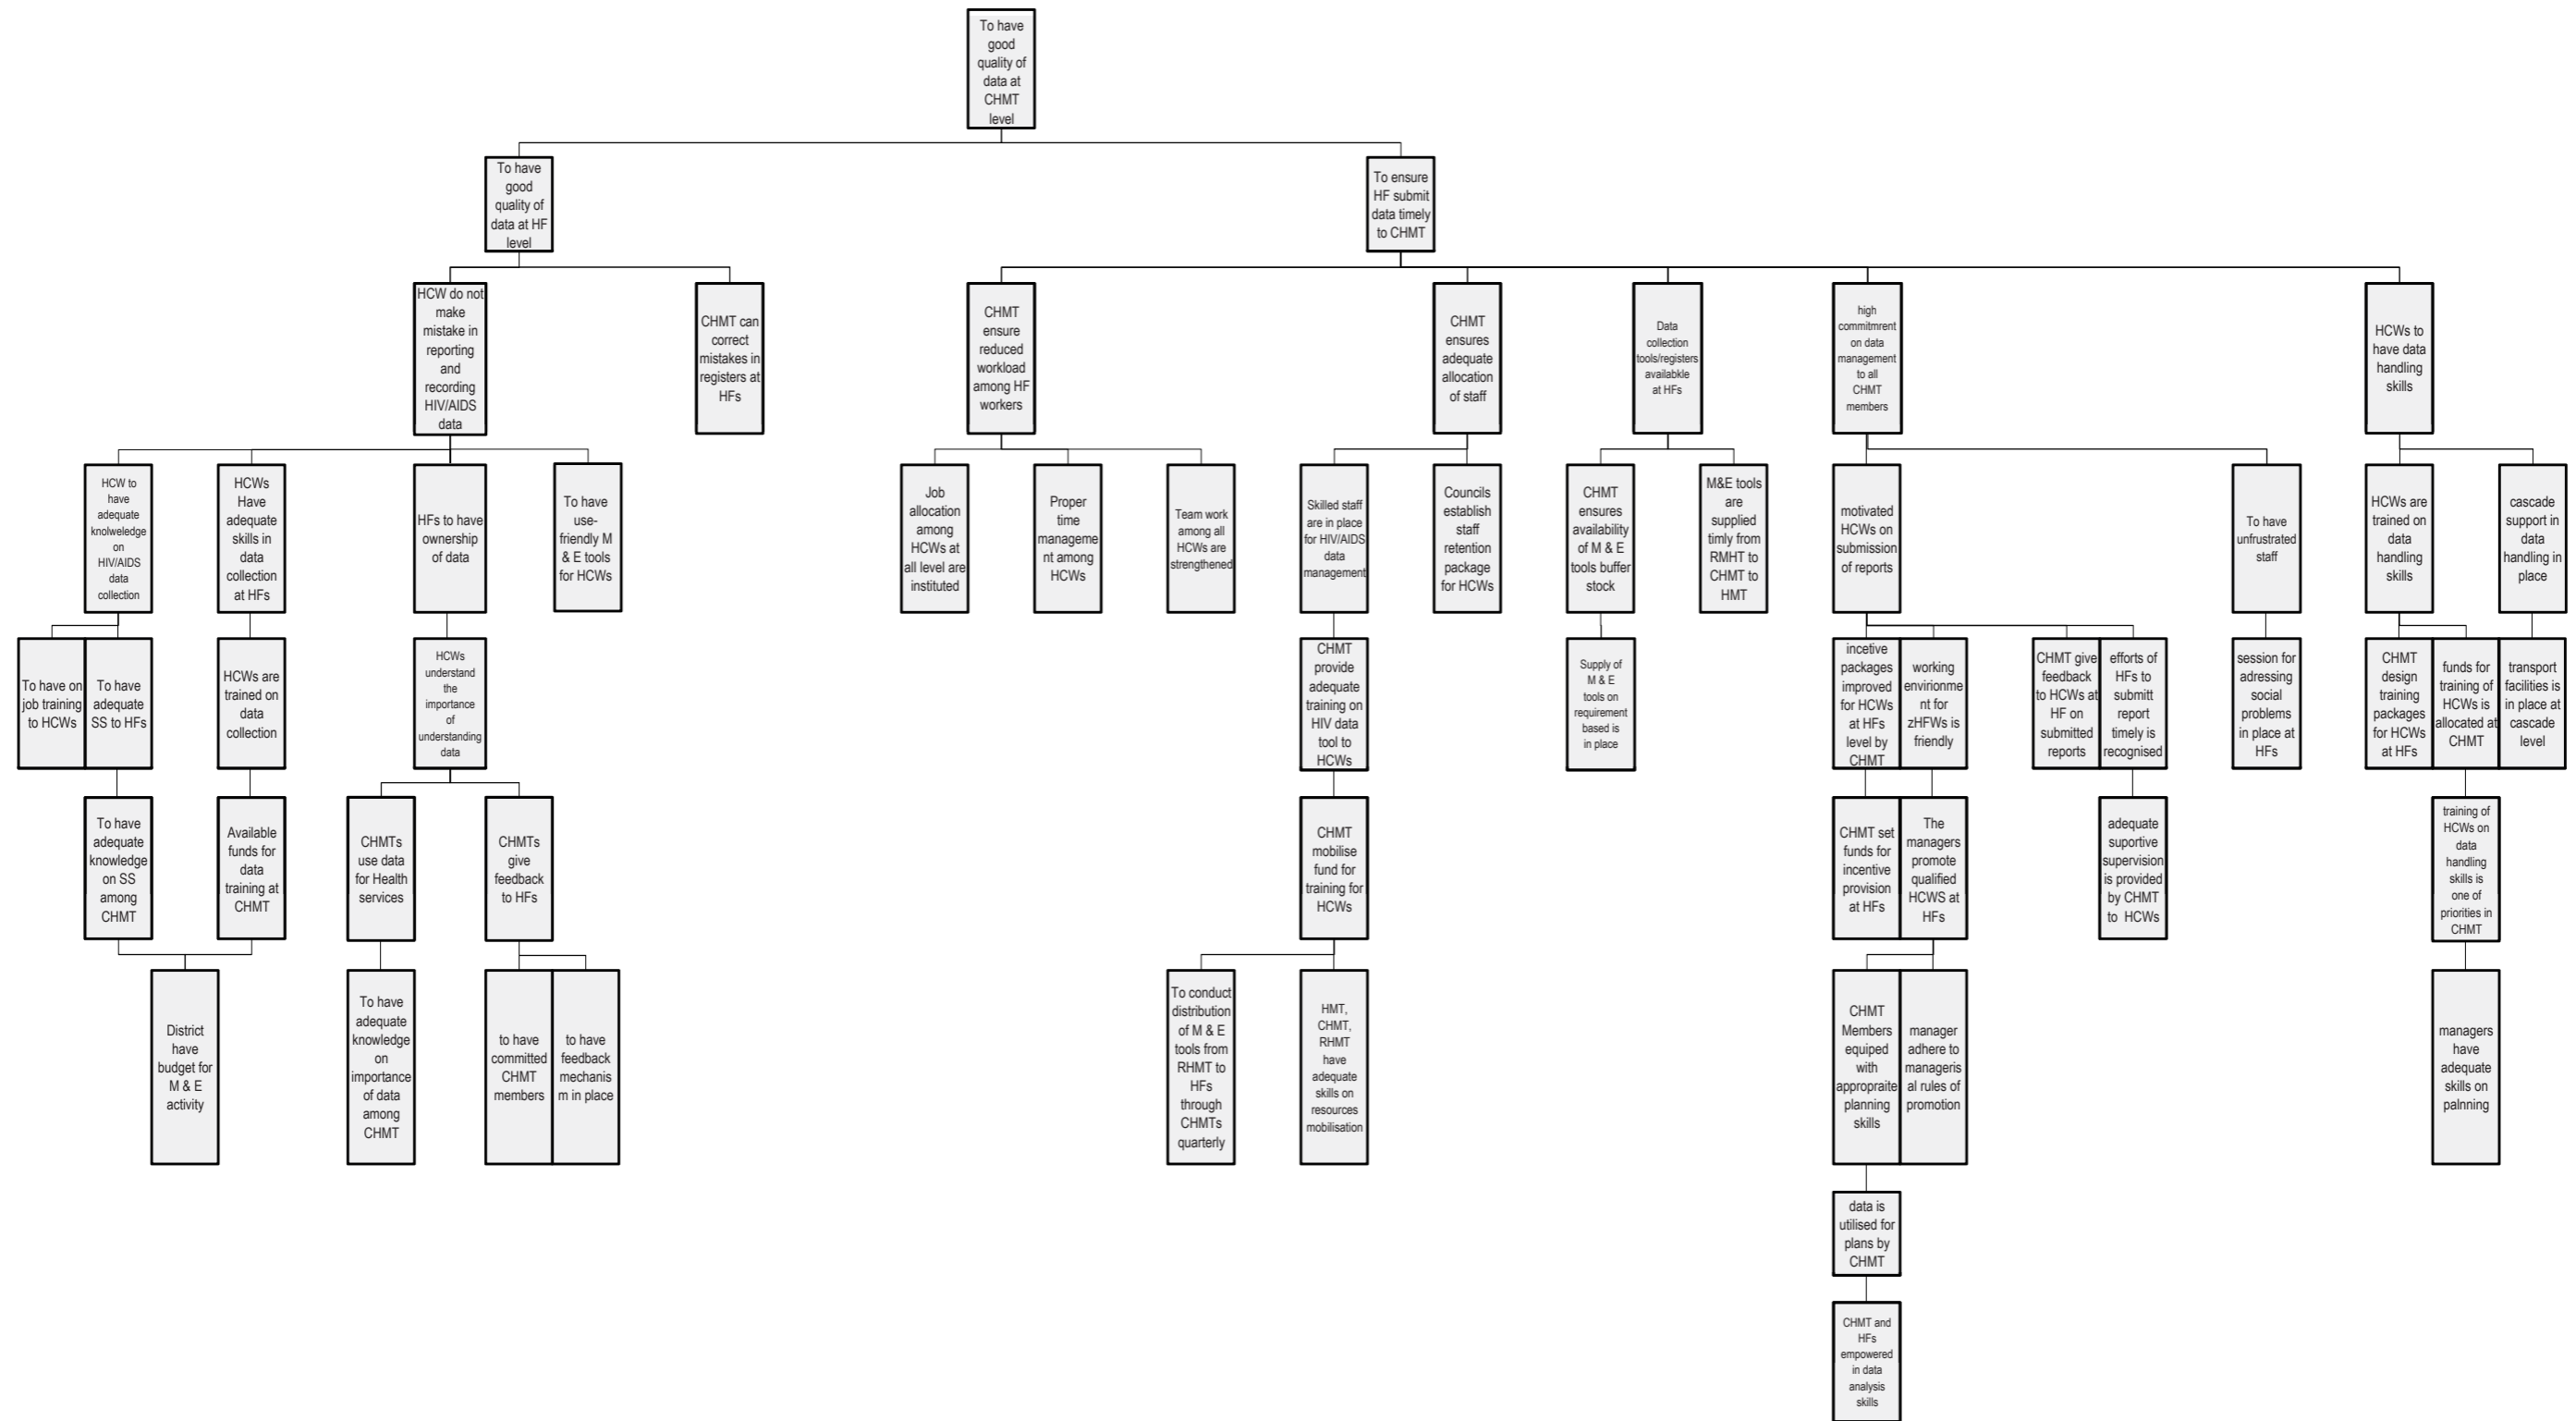 To have
good
quality of
data at
CHMT
level
To have
good
quality of
data at HF
level
To ensure
HF submit
data timely
to CHMT
HCW do not
make
mistake in
reporting
and
recording
HIV/AIDS
data
CHMT can
correct
mistakes in
registers at
HFs
CHMT
ensure
reduced
workload
among HF
workers
CHMT
ensures
adequate
allocation
of staff
Data
collection
tools/registers
availabkle
at HFs
high
commitmrent
on data
management
to all
CHMT
members
HCWs to
have data
handling
skills
HCW to
have
adequate
knolweledge
on
HIV/AIDS
data
collection
HCWs
Have
adequate
skills in
data
collection
at HFs
HFs to have
ownership
of data
To have
use-
friendly M
& E tools
for HCWs
Job
allocation
among
HCWs at
all level are
instituted
Proper
time
manageme
nt among
HCWs
Team work
among all
HCWs are
strengthened
Skilled staff
are in place
for HIV/AIDS
data
management
Councils
establish
staff
retention
package
for HCWs
CHMT
ensures
availability
of M & E
tools buffer
stock
M&E tools
are
supplied
timly from
RMHT to
CHMT to
HMT
motivated
HCWs on
submission
of reports
To have
unfrustrated
staff
HCWs are
trained on
data
handling
skills
cascade
support in
data
handling in
place
To have on
job training
to HCWs
To have
adequate
SS to HFs
HCWs are
trained on
data
collection
HCWs
understand
the
importance
of
understanding
data
CHMT
provide
adequate
training on
HIV data
tool to
HCWs
Supply of
M & E
tools on
requirement
based is
in place
incetive
packages
improved
for HCWs
at HFs
level by
CHMT
working
envirionme
nt for
zHFWs is
friendly
CHMT give
feedback
to HCWs at
HF on
submitted
reports
efforts of
HFs to
submitt
report
timely is
recognised
session for
adressing
social
problems
in place at
HFs
CHMT
design
training
packages
for HCWs
at HFs
funds for
training of
HCWs is
allocated at
CHMT
transport
facilities is
in place at
cascade
level
To have
adequate
knowledge
on SS
among
CHMT
Available
funds for
data
training at
CHMT
CHMTs
use data
for Health
services
CHMTs
give
feedback
to HFs
CHMT
mobilise
fund for
training for
HCWs
CHMT set
funds for
incentive
provision
at HFs
The
managers
promote
qualified
HCWS at
HFs
adequate
suportive
supervision
is provided
by CHMT
to HCWs
training of
HCWs on
data
handling
skills is
one of
priorities in
CHMT
District
have
budget for
M & E
activity
To have
adequate
knowledge
on
importance
of data
among
CHMT
to have
committed
CHMT
members
to have
feedback
mechanis
m in place
To conduct
distribution
of M & E
tools from
RHMT to
HFs
through
CHMTs
quarterly
HMT,
CHMT,
RHMT
have
adequate
skills on
resources
mobilisation
CHMT
Members
equiped
with
appropraite
planning
skills
manager
adhere to
manageris
al rules of
promotion
managers
have
adequate
skills on
palnning
data is
utilised for
plans by
CHMT
CHMT and
HFs
empowered
in data
analysis
skills